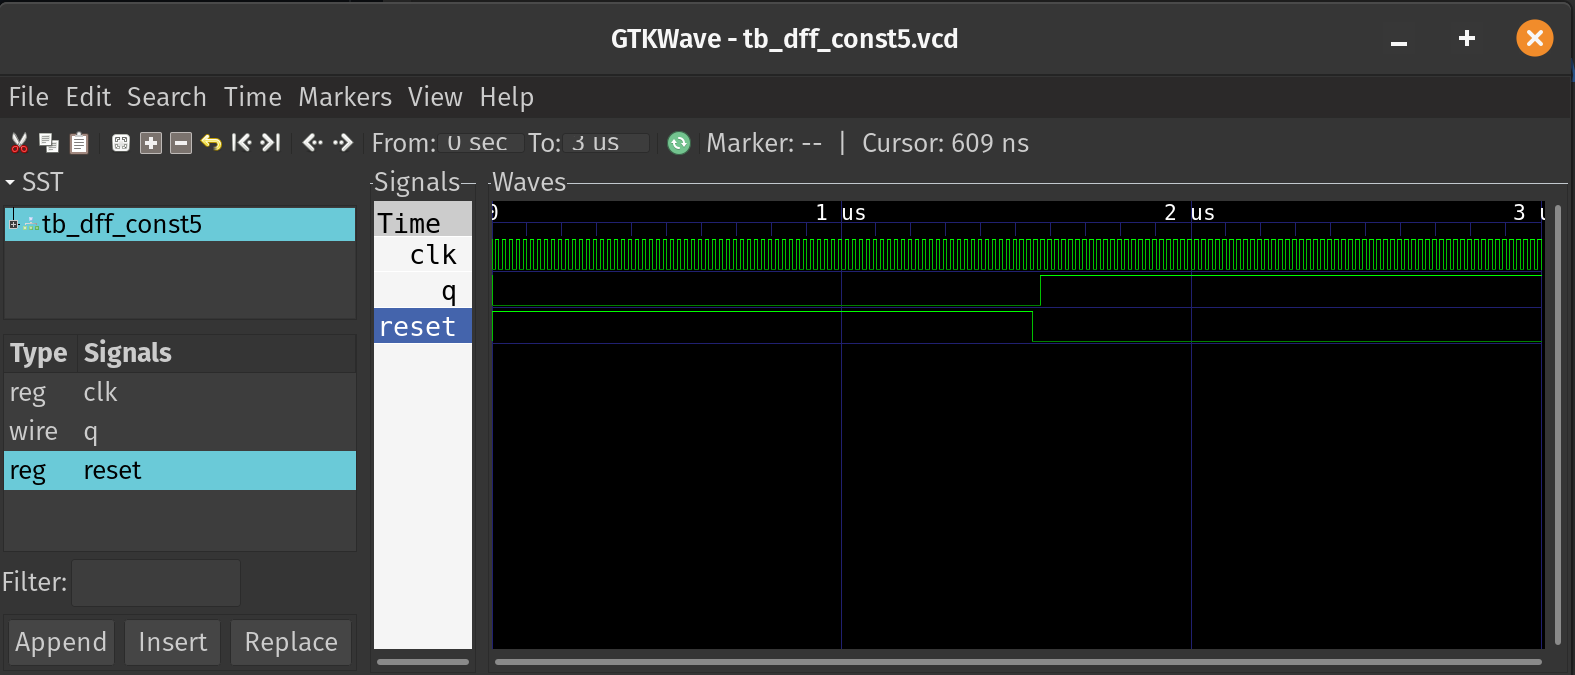 GTKWave - tb_dff_const5.vcd
File Edit Search Time Markers View Help
From: 0 sec To: 3 us Marker: -- | Cursor: 609 ns
SST
tb_dff_const5
Type Signals
reg clk
wire q
reg reset
Filter:
Append Insert Replace
Signals
Time
clk
q
reset
Waves
0 1 us 2 us 3 u